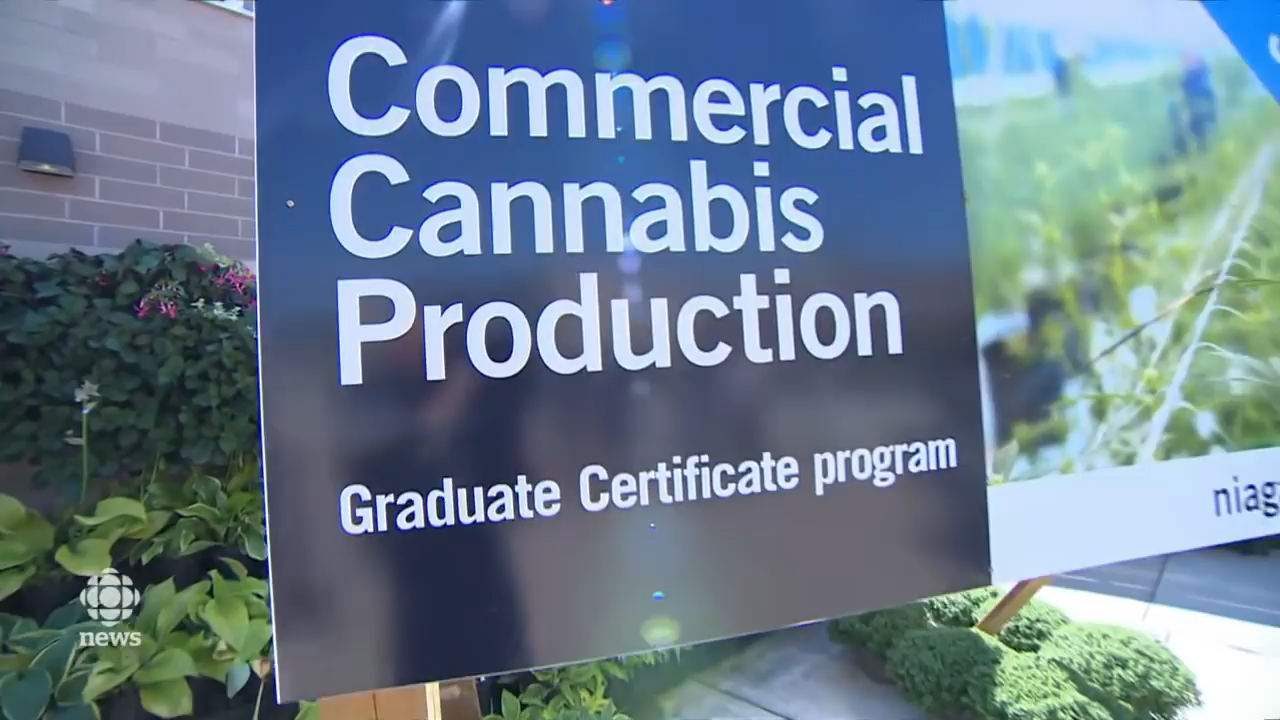 Commercial
Cannabis
Production
Graduate Certificate program
niag
news